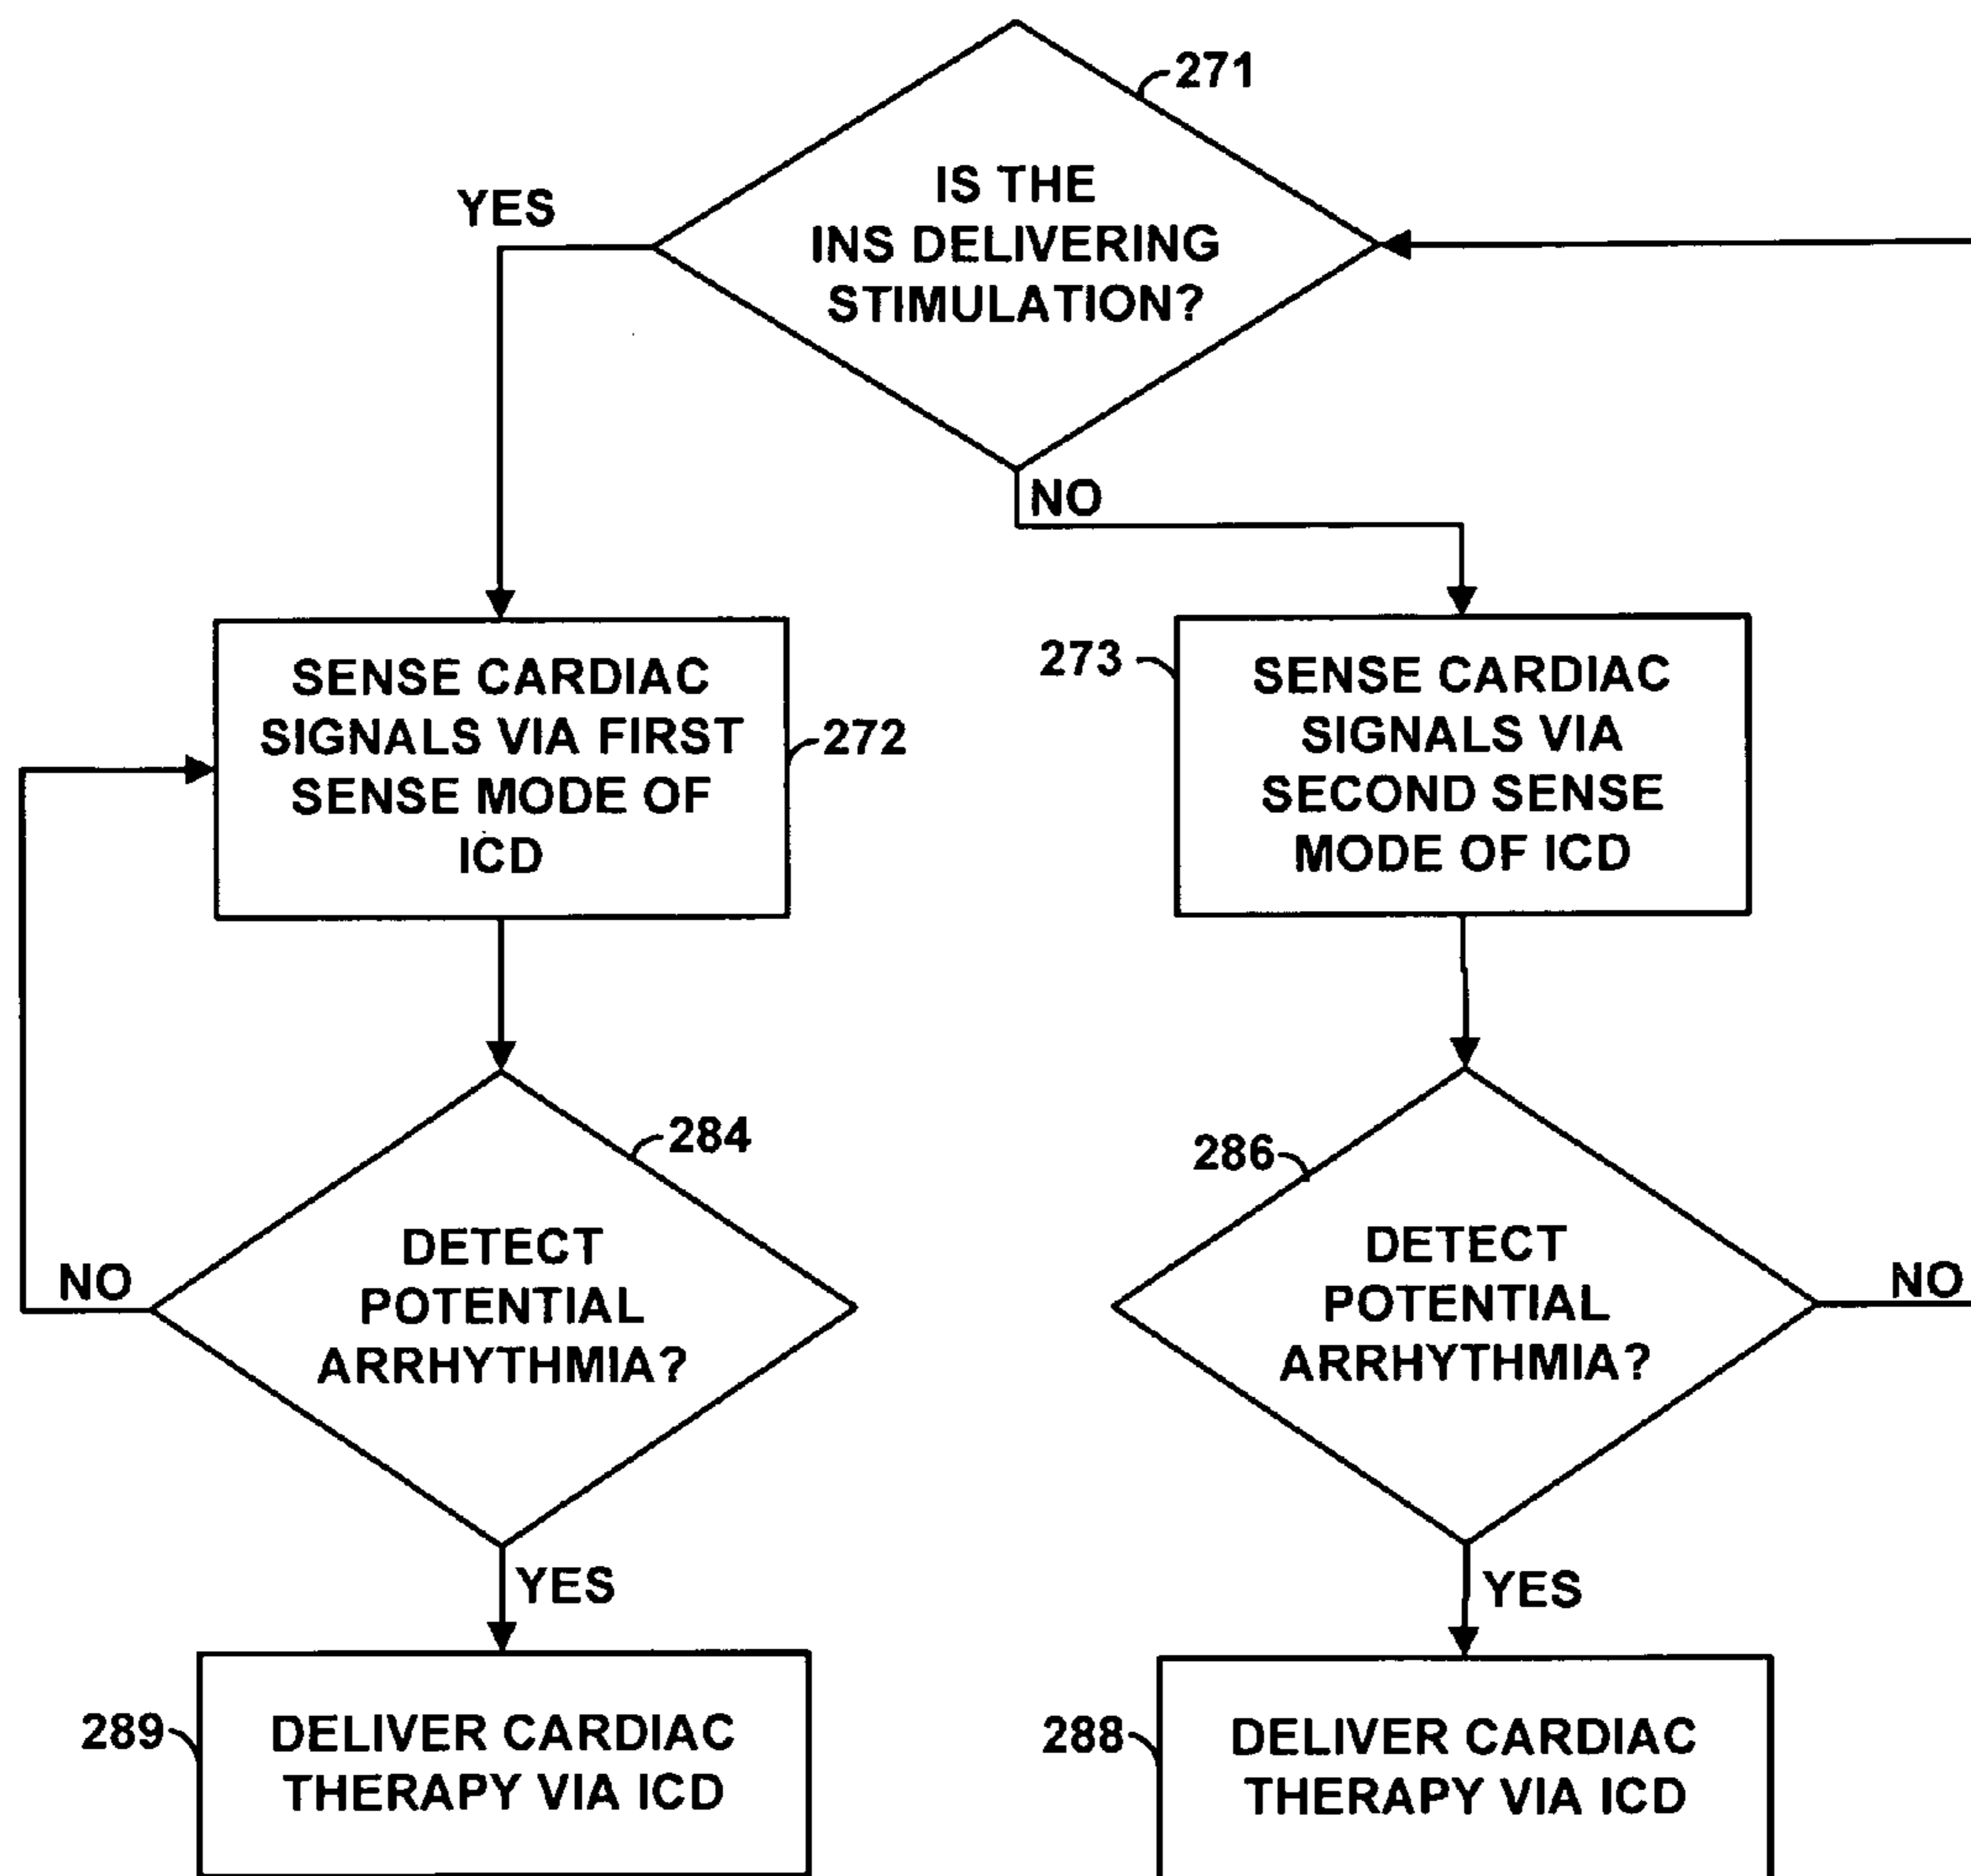 271
IS THE
INS DELIVERING
STIMULATION?
YES
NO
SENSE CARDIAC
SIGNALS VIA FIRST
SENSE MODE OF
ICD
272
273
SENSE CARDIAC
SIGNALS VIA
SECOND SENSE
MODE OF ICD
284
DETECT
POTENTIAL
ARRHYTHMIA?
NO
YES
286
DETECT
POTENTIAL
ARRHYTHMIA?
NO
YES
289
DELIVER CARDIAC
THERAPY VIA ICD
288
DELIVER CARDIAC
THERAPY VIA ICD